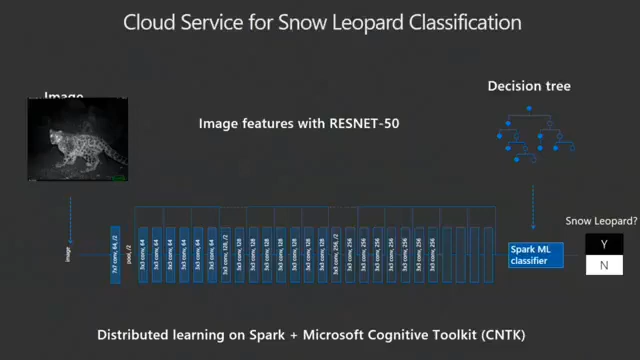 Cloud Service for Snow Leopard Classification
Image
Decision tree
Image features with RESNET-50
Snow Leopard?
image
7x7 conv, 64, /2
pool, /2
3x3 conv, 64
3x3 conv, 64
3x3 conv, 64
3x3 conv, 64
3x3 conv, 64
3x3 conv, 64
3x3 conv, 128, /2
3x3 conv, 128
3x3 conv, 128
3x3 conv, 128
3x3 conv, 128
3x3 conv, 128
3x3 conv, 128
3x3 conv, 128
3x3 conv, 256, /2
3x3 conv, 256
3x3 conv, 256
3x3 conv, 256
3x3 conv, 256
3x3 conv, 256
3x3 conv, 256
3x3 conv, 256
Spark ML
classifier
Y
N
Distributed learning on Spark + Microsoft Cognitive Toolkit (CNTK)